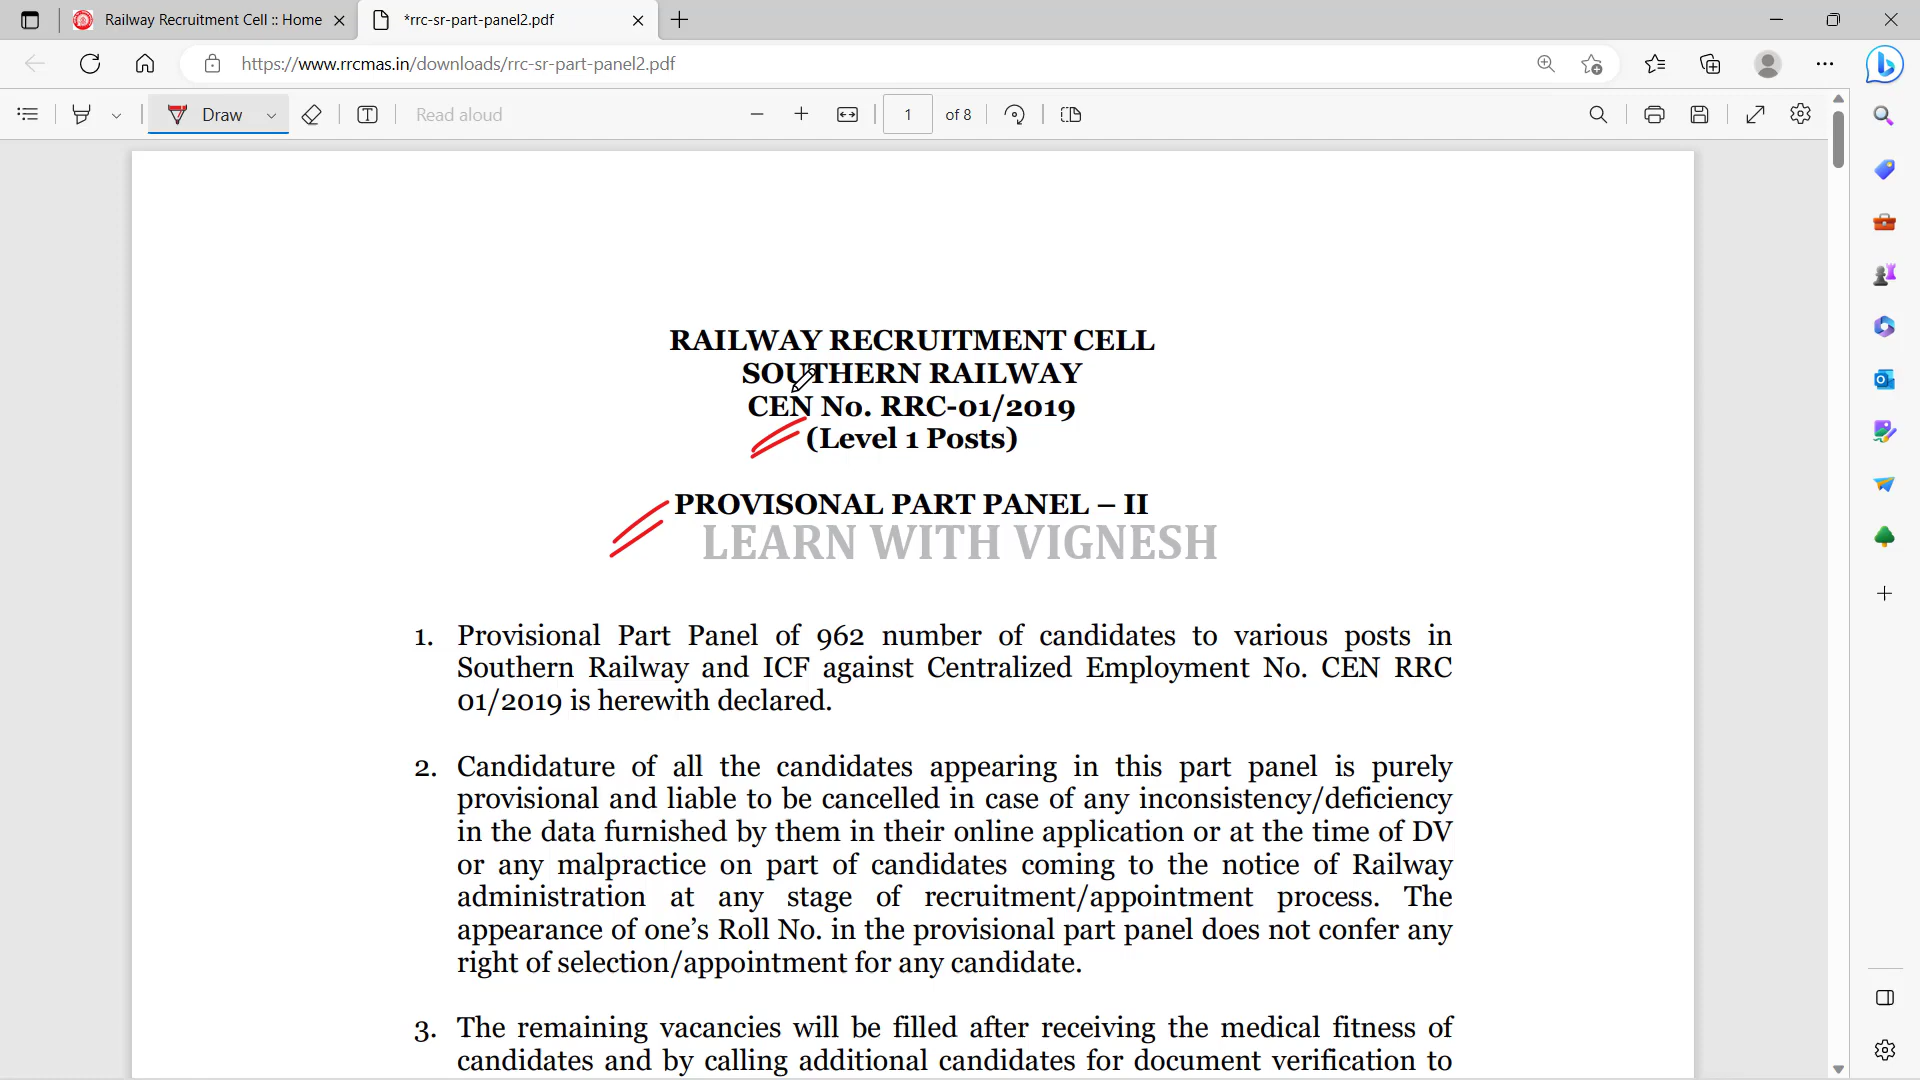 Railway Recruitment Cell :: Home
*rrc-sr-part-panel2.pdf
https://www.rrcmas.in/downloads/rrc-sr-part-panel2.pdf
Draw
Read aloud
1
of 8
RAILWAY RECRUITMENT CELL
SOUTHERN RAILWAY
CEN No. RRC-01/2019
(Level 1 Posts)
PROVISONAL PART PANEL – II
LEARN WITH VIGNESH
1. Provisional Part Panel of 962 number of candidates to various posts in
Southern Railway and ICF against Centralized Employment No. CEN RRC
01/2019 is herewith declared.
2. Candidature of all the candidates appearing in this part panel is purely
provisional and liable to be cancelled in case of any inconsistency/deficiency
in the data furnished by them in their online application or at the time of DV
or any malpractice on part of candidates coming to the notice of Railway
administration at any stage of recruitment/appointment process. The
appearance of one’s Roll No. in the provisional part panel does not confer any
right of selection/appointment for any candidate.
3. The remaining vacancies will be filled after receiving the medical fitness of
candidates and by calling additional candidates for document verification to